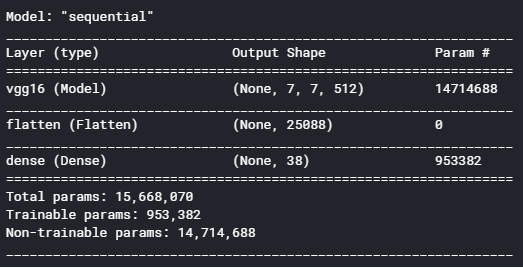 Model: "sequential"
_________________________________________________________________
Layer (type)                 Output Shape              Param #
=================================================================
vgg16 (Model)                (None, 7, 7, 512)         14714688
_________________________________________________________________
flatten (Flatten)            (None, 25088)             0
_________________________________________________________________
dense (Dense)                (None, 38)                953382
=================================================================
Total params: 15,668,070
Trainable params: 953,382
Non-trainable params: 14,714,688
_________________________________________________________________